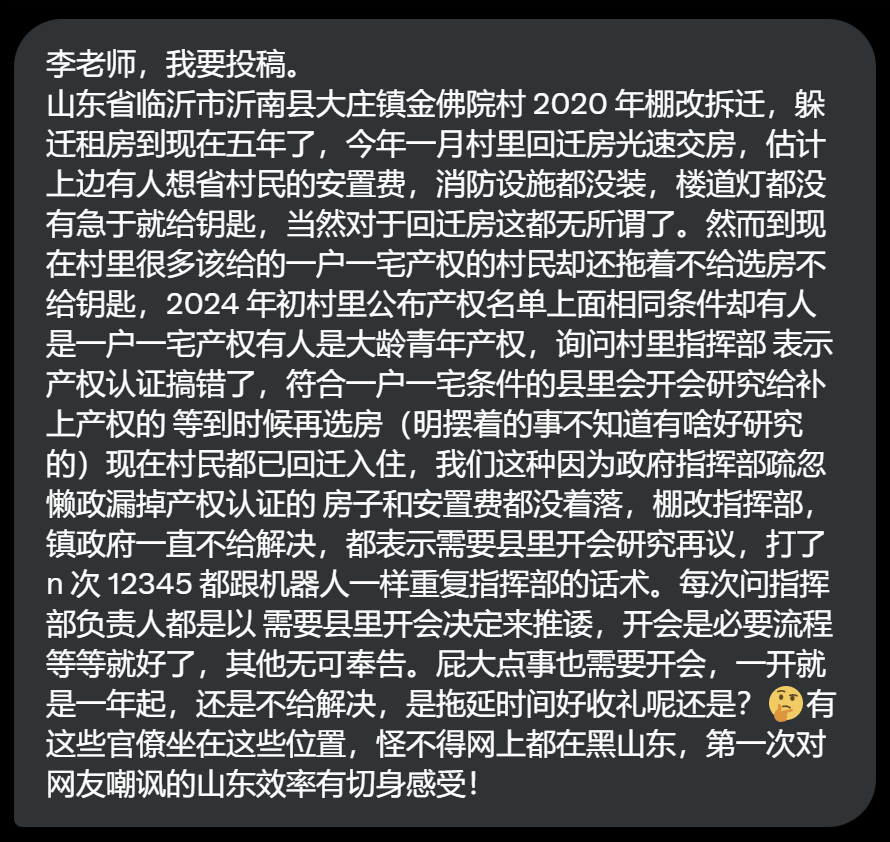 李老师，我要投稿。
山东省临沂市沂南县大庄镇金佛院村 2020 年棚改拆迁，躲
迁租房到现在五年了，今年一月村里回迁房光速交房，估计
上边有人想省村民的安置费，消防设施都没装，楼道灯都没
有急于就给钥匙，当然对于回迁房这都无所谓了。然而到现
在村里很多该给的一户一宅产权的村民却还拖着不给选房不
给钥匙，2024 年初村里公布产权名单上面相同条件却有人
是一户一宅产权有人是大龄青年产权，询问村里指挥部 表示
产权认证搞错了，符合一户一宅条件的县里会开会研究给补
上产权的 等到时候再选房（明摆着的事不知道有啥好研究
的）现在村民都已回迁入住，我们这种因为政府指挥部疏忽
懒政漏掉产权认证的 房子和安置费都没着落，棚改指挥部，
镇政府一直不给解决，都表示需要县里开会研究再议，打了
n 次 12345 都跟机器人一样重复指挥部的话术。每次问指挥
部负责人都是以 需要县里开会决定来推诿，开会是必要流程
等等就好了，其他无可奉告。屁大点事也需要开会，一开就
是一年起，还是不给解决，是拖延时间好收礼呢还是？🤔有
这些官僚坐在这些位置，怪不得网上都在黑山东，第一次对
网友嘲讽的山东效率有切身感受！